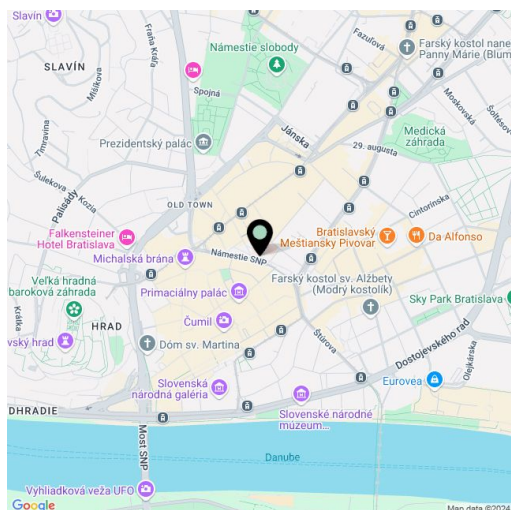 Slavín
Fraňa Kráľa
Námestie slobody
Fazuľová
Farský kostol nane
Panny Márie (Blum
SLAVÍN
Mišíkova
Spojná
Jánska
Moskovská
Šoltésov
Timravina
Prezidentský palác
29. augusta
Medická
záhrada
Šulekova
Palisády
Kozia
OLD TOWN
Cintorínska
Falkensteiner
Hotel Bratislava
Bratislavský
Meštiansky Pivovar
Da Alfonso
Michalská brána
Námestie SNP
Veľká hradná
baroková záhrada
Primaciálny palác
Farský kostol sv. Alžbety
(Modrý kostolík)
Sky Park Bratislava
Krátka
HRAD
Čumil
Štúrova
vský hrad
Dóm sv. Martina
Dostojevského rad
Olejkárska
Slovenská
národná galéria
Eurovea
DHRADIE
Slovenské národné
múzeum...
Most SNP
Danube
Vyhliadková veža UFO
Google
Map data ©2024